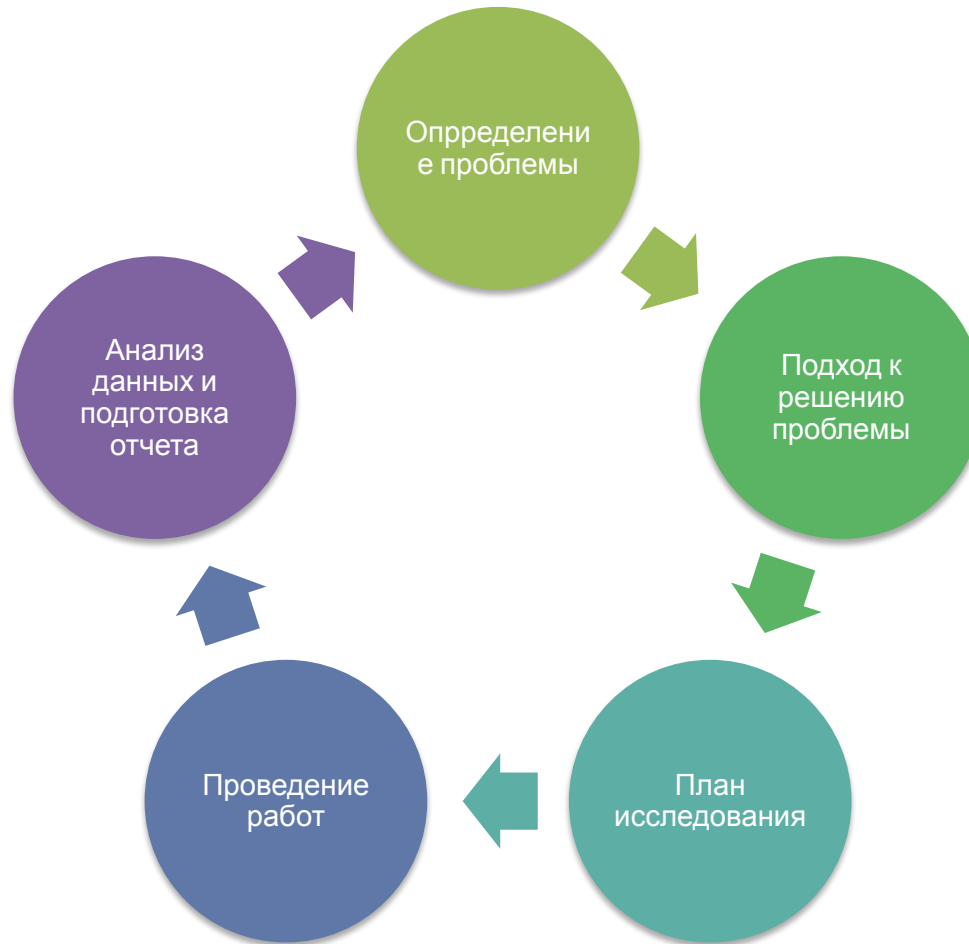 Опрределени
е проблемы
Подход к
решению
проблемы
План
исследования
Проведение
работ
Анализ
данных и
подготовка
отчета